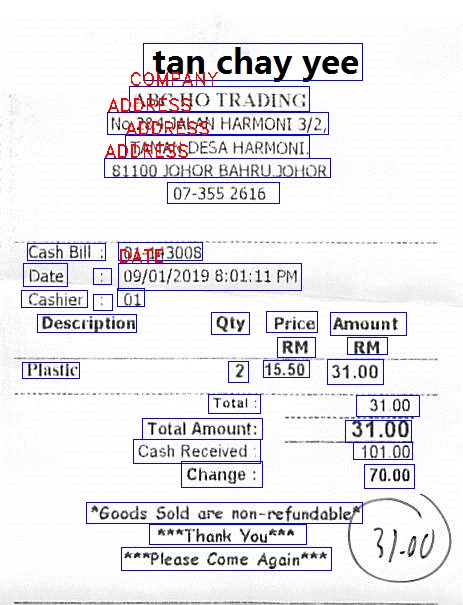 tan chay yee
COMPANY
ABC HO TRADING
ADDRESS
No 2&4 JALAN HARMONI 3/2,
ADDRESS
TAMAN DESA HARMONI.
ADDRESS
81100 JOHOR BAHRU.JOHOR
07-355 2616
Cash Bill : 3008
DATE
Date : 09/01/2019 8:01:11 PM
Cashier : 01
Description Qty Price Amount
RM RM
Plastic 2 15.50 31.00
Total : 31.00
Total Amount: 31.00
Cash Received : 101.00
Change : 70.00
*Goods Sold are non-refundable*
***Thank You***
***Please Come Again***
31.00